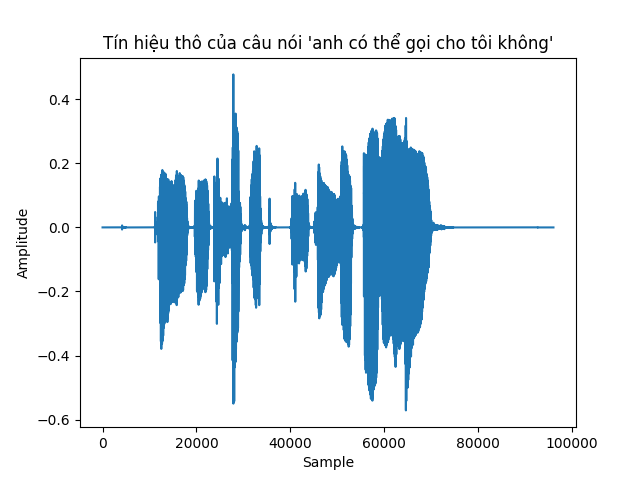 Tín hiệu thô của câu nói 'anh có thể gọi cho tôi không'
0.4
0.2
0.0
−0.2
−0.4
−0.6
Amplitude
0 20000 40000 60000 80000 100000
Sample